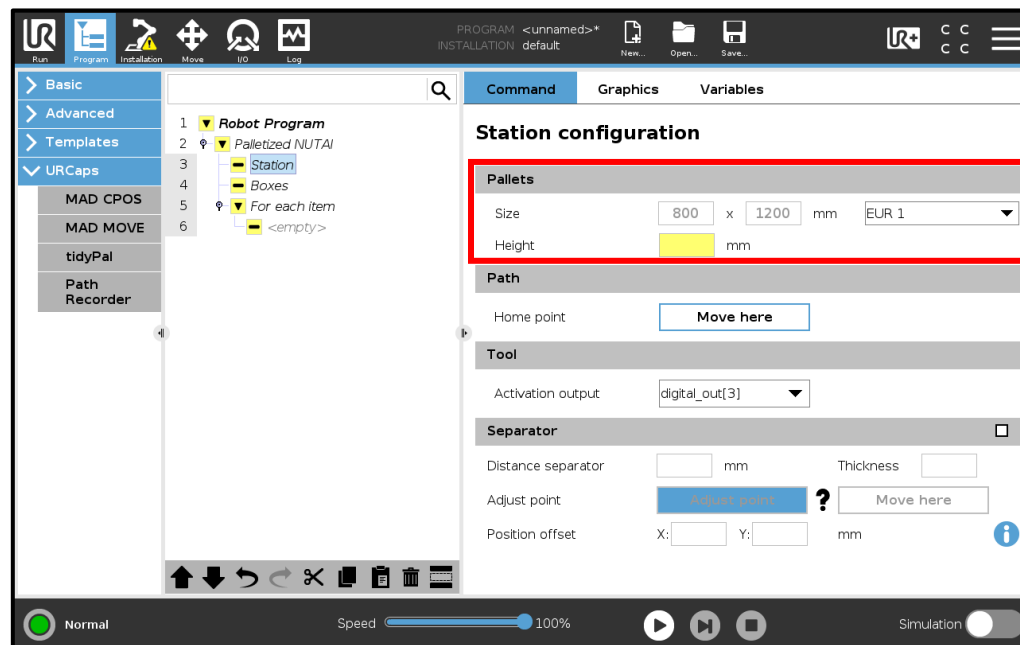 PROGRAM <unnamed>*
INSTALLATION default
UR
Run
Program
Installation
Move
I/O
Log
New...
Open...
Save...
UR+
C C
C C
Basic
Advanced
Templates
URCaps
MAD CPOS
MAD MOVE
tidyPal
Path
Recorder
1 Robot Program
2 Palletized NUTAI
3 Station
4 Boxes
5 For each item
6 <empty>
Command Graphics Variables
Station configuration
Pallets
Size 800 x 1200 mm EUR 1
Height mm
Path
Home point Move here
Tool
Activation output digital_out[3]
Separator
Distance separator mm Thickness
Adjust point Adjust point ? Move here
Position offset X: Y: mm i
Normal Speed 100% Simulation